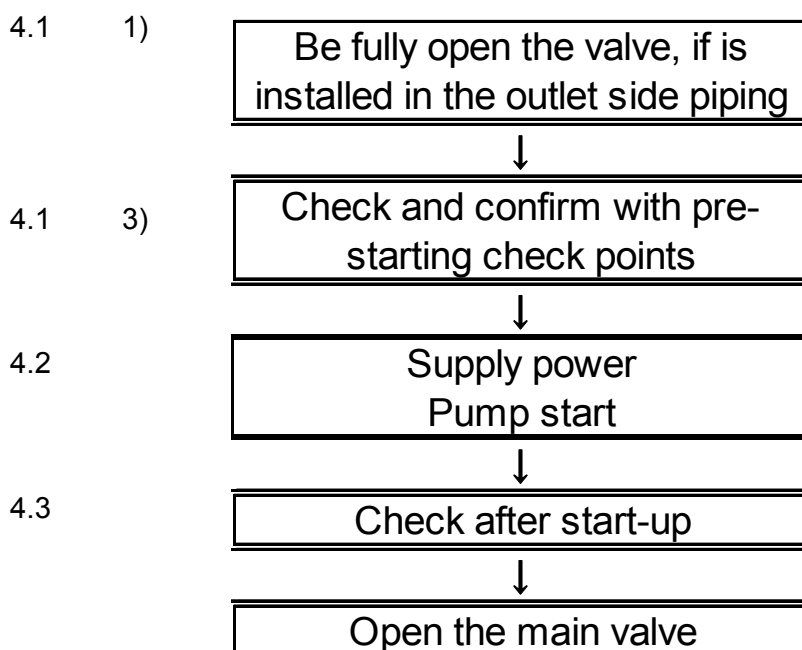 4.1 1)
Be fully open the valve, if is
installed in the outlet side piping
↓
4.1 3)
Check and confirm with pre-
starting check points
↓
4.2
Supply power
Pump start
↓
4.3
Check after start-up
↓
Open the main valve